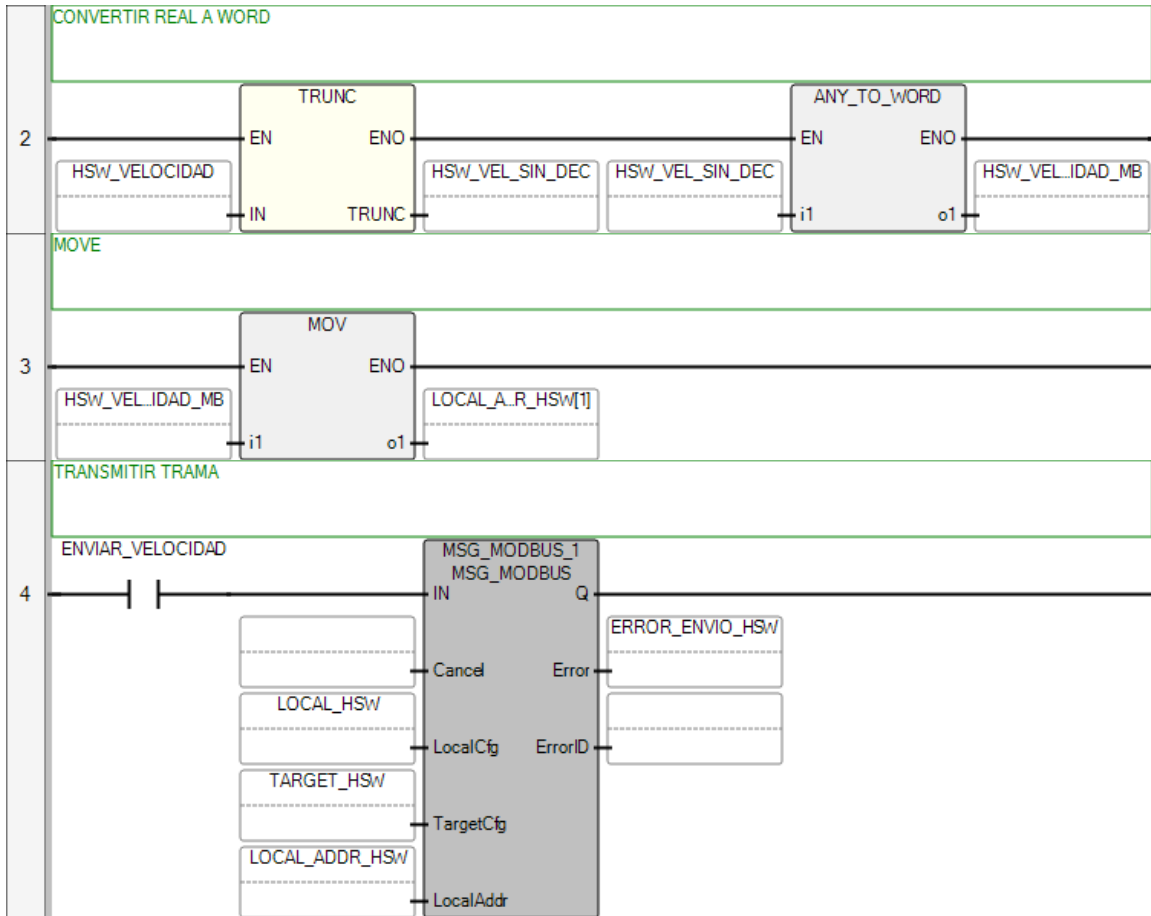 CONVERTIR REAL A WORD
2
TRUNC
EN ENO
HSW_VELOCIDAD
IN TRUNC
HSW_VEL_SIN_DEC
HSW_VEL_SIN_DEC
ANY_TO_WORD
EN ENO
i1 o1
HSW_VEL..IDAD_MB
MOVE
3
MOV
EN ENO
HSW_VEL..IDAD_MB
i1 o1
LOCAL_A..R_HSW[1]
TRANSMITIR TRAMA
4
ENVIAR_VELOCIDAD
MSG_MODBUS_1
MSG_MODBUS
IN Q
Cancel Error
ERROR_ENVIO_HSW
LOCAL_HSW
LocalCfg ErrorID
TARGET_HSW
TargetCfg
LOCAL_ADDR_HSW
LocalAddr